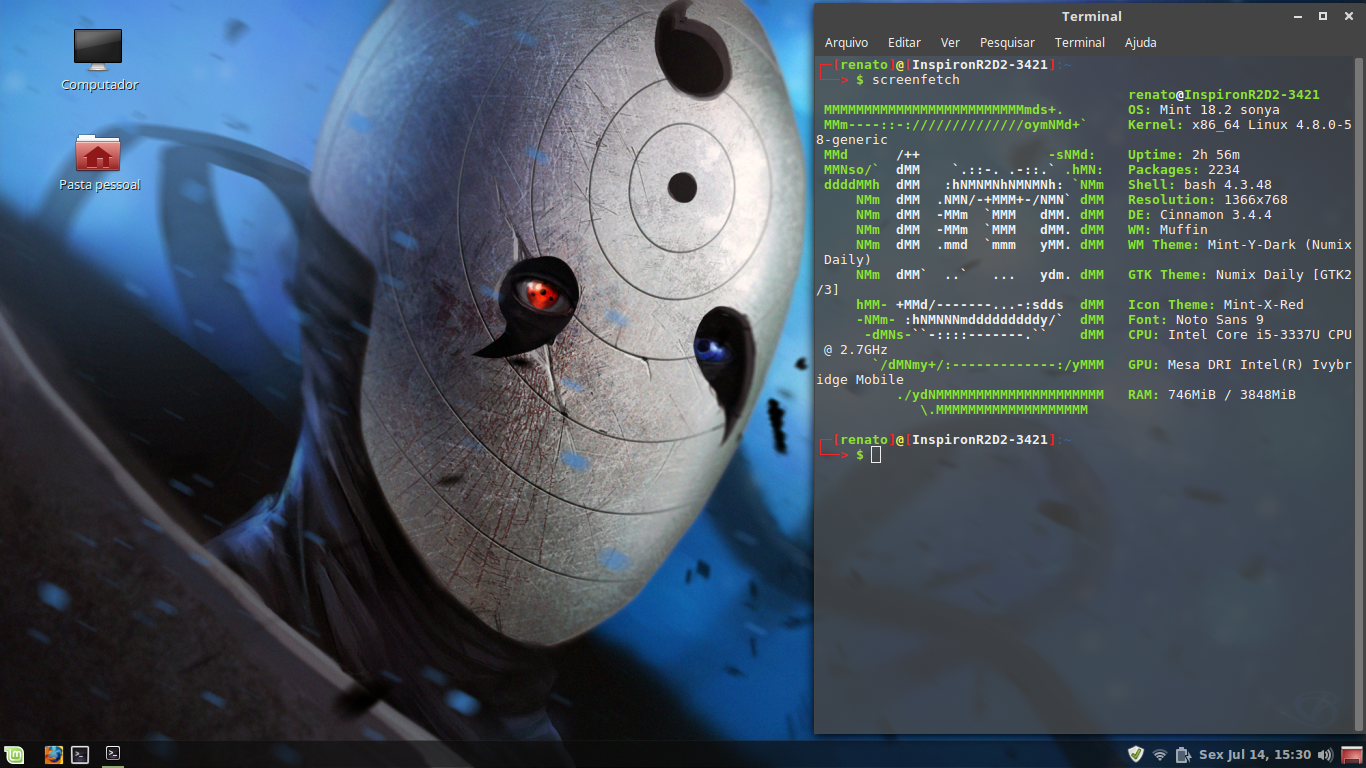 Computador
Pasta pessoal
Terminal
Arquivo Editar Ver Pesquisar Terminal Ajuda
┌─[renato]@[InspironR2D2-3421]:~
└──> $ screenfetch
renato@InspironR2D2-3421
MMMMMMMMMMMMMMMMMMMMMMMMMmds+. OS: Mint 18.2 sonya
MMm----::-://////////////oymNMd+` Kernel: x86_64 Linux 4.8.0-5
8-generic
MMd /++ -sNMd: Uptime: 2h 56m
MMNso/` dMM `.::-. .-::.` .hMN: Packages: 2234
ddddMMh dMM :hNMNMNhNMNMNh: `NMm Shell: bash 4.3.48
NMm dMM .NMN/-+MMM+-/NMN` dMM Resolution: 1366x768
NMm dMM -MMm `MMM dMM. dMM DE: Cinnamon 3.4.4
NMm dMM -MMm `MMM dMM. dMM WM: Muffin
NMm dMM .mmd `mmm yMM. dMM WM Theme: Mint-Y-Dark (Numix
Daily)
NMm dMM` ..` ... ydm. dMM GTK Theme: Numix Daily [GTK2
/3]
hMM- +MMd/-------...-:sdds dMM Icon Theme: Mint-X-Red
-NMm- :hNMNNNmdddddddddy/` dMM Font: Noto Sans 9
-dMNs-``-::::-------.`` dMM CPU: Intel Core i5-3337U CPU
@ 2.7GHz
`/dMNmy+/:-------------:/yMMM GPU: Mesa DRI Intel(R) Ivybr
idge Mobile
./ydNMMMMMMMMMMMMMMMMMMMMM RAM: 746MiB / 3848MiB
\.MMMMMMMMMMMMMMMMMMM
┌─[renato]@[InspironR2D2-3421]:~
└──> $
Sex Jul 14, 15:30